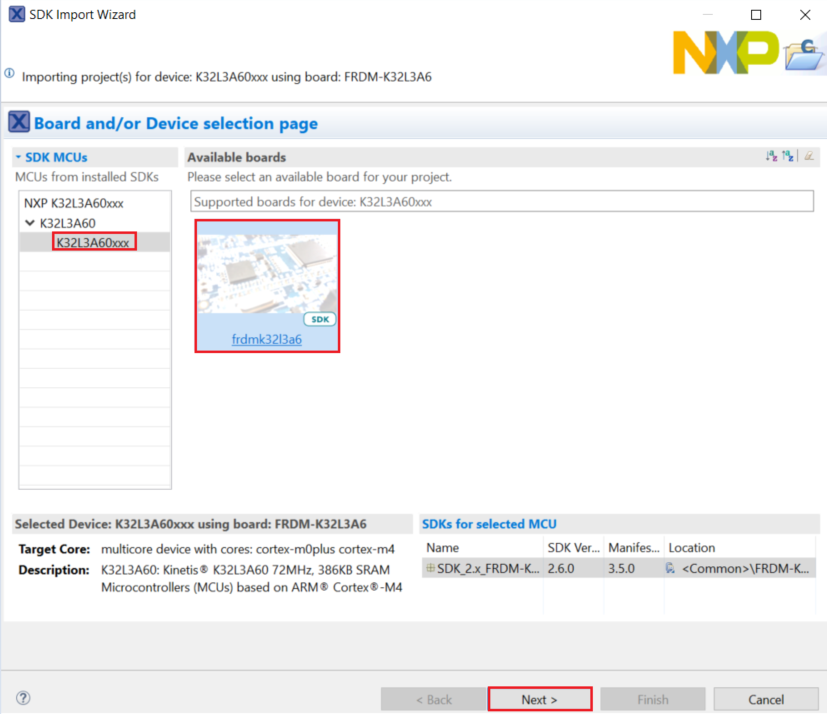 SDK Import Wizard
NXP
Importing project(s) for device: K32L3A60xxx using board: FRDM-K32L3A6
Board and/or Device selection page
SDK MCUs
MCUs from installed SDKs
NXP K32L3A60xxx
K32L3A60
K32L3A60xxx
Available boards
Please select an available board for your project.
Supported boards for device: K32L3A60xxx
SDK
frdmk32l3a6
Selected Device: K32L3A60xxx using board: FRDM-K32L3A6
Target Core: multicore device with cores: cortex-m0plus cortex-m4
Description: K32L3A60: Kinetis® K32L3A60 72MHz, 386KB SRAM
Microcontrollers (MCUs) based on ARM® Cortex®-M4
SDKs for selected MCU
Name SDK Ver... Manifes... Location
SDK_2.x_FRDM-K... 2.6.0 3.5.0 <Common>\FRDM-K...
< Back Next > Finish Cancel